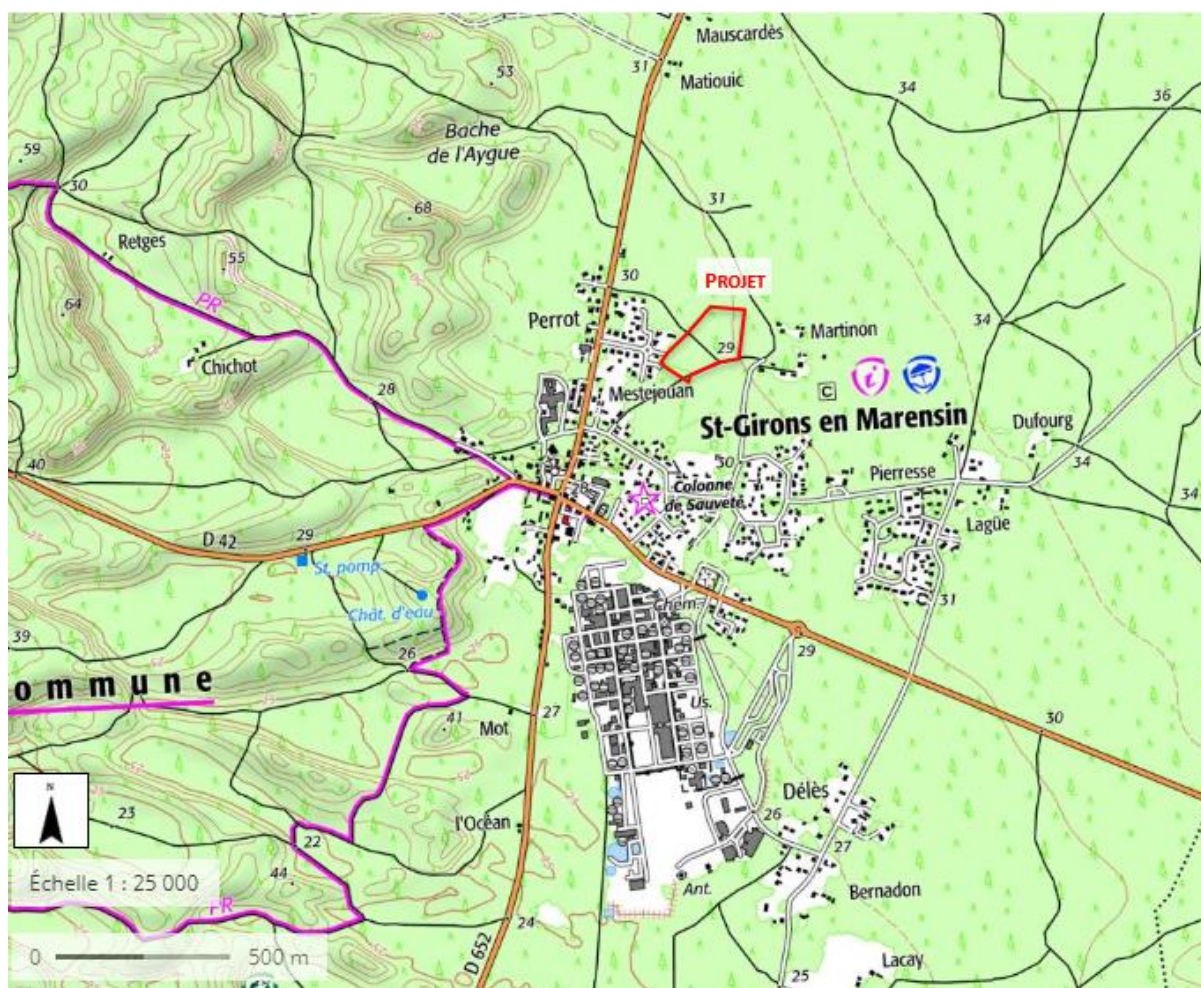 Mauscardès
31
Matiouic
53
34
36
Bache
de l'Aygue
59
30
31
68
Retges
55
PR
30
PROJET
64
Perrot
Martinon
29
Chichot
C
i
28
Mestejouan
St-Girons en Marensin
Dufourg
40
30
Pierresse
34
34
34
28
Colonne
de Sauveté
Lagüe
D 42
29
St. pomp.
Chât. d'eau
Chem.
31
39
26
29
ommune
Us.
41
Mot
27
30
N
Délès
23
l'Océan
26
22
27
Échelle 1 : 25 000
44
Ant.
Bernadon
PR
24
0
500 m
D 652
Lacay
25